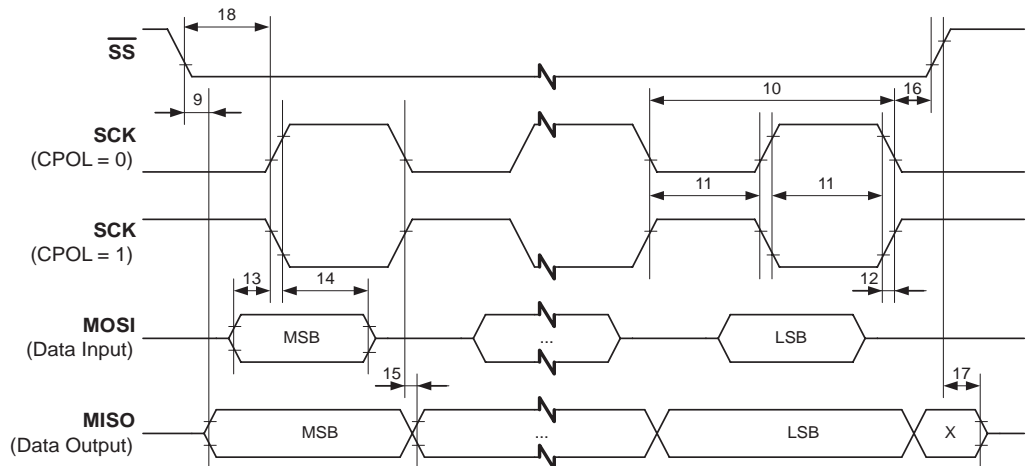 18
SS
9
10
16
SCK
(CPOL = 0)
11
11
SCK
(CPOL = 1)
13
14
12
MOSI
(Data Input)
MSB
...
LSB
15
17
MISO
(Data Output)
MSB
...
LSB
X